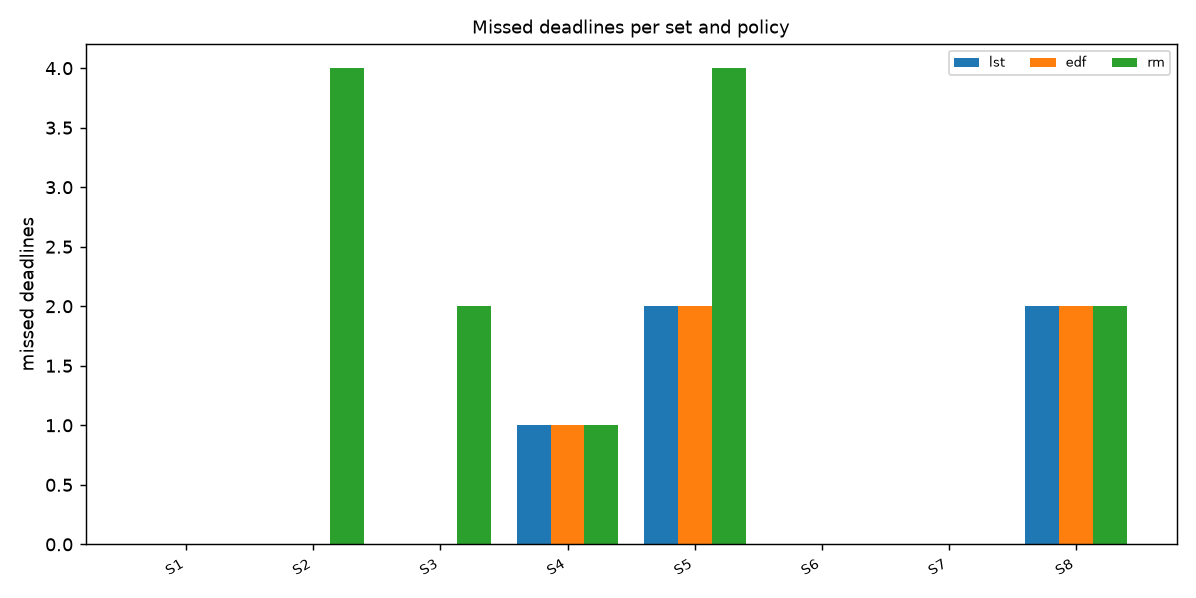 Missed deadlines per set and policy
lst edf rm
missed deadlines
4.0
3.5
3.0
2.5
2.0
1.5
1.0
0.5
0.0
S1 S2 S3 S4 S5 S6 S7 S8